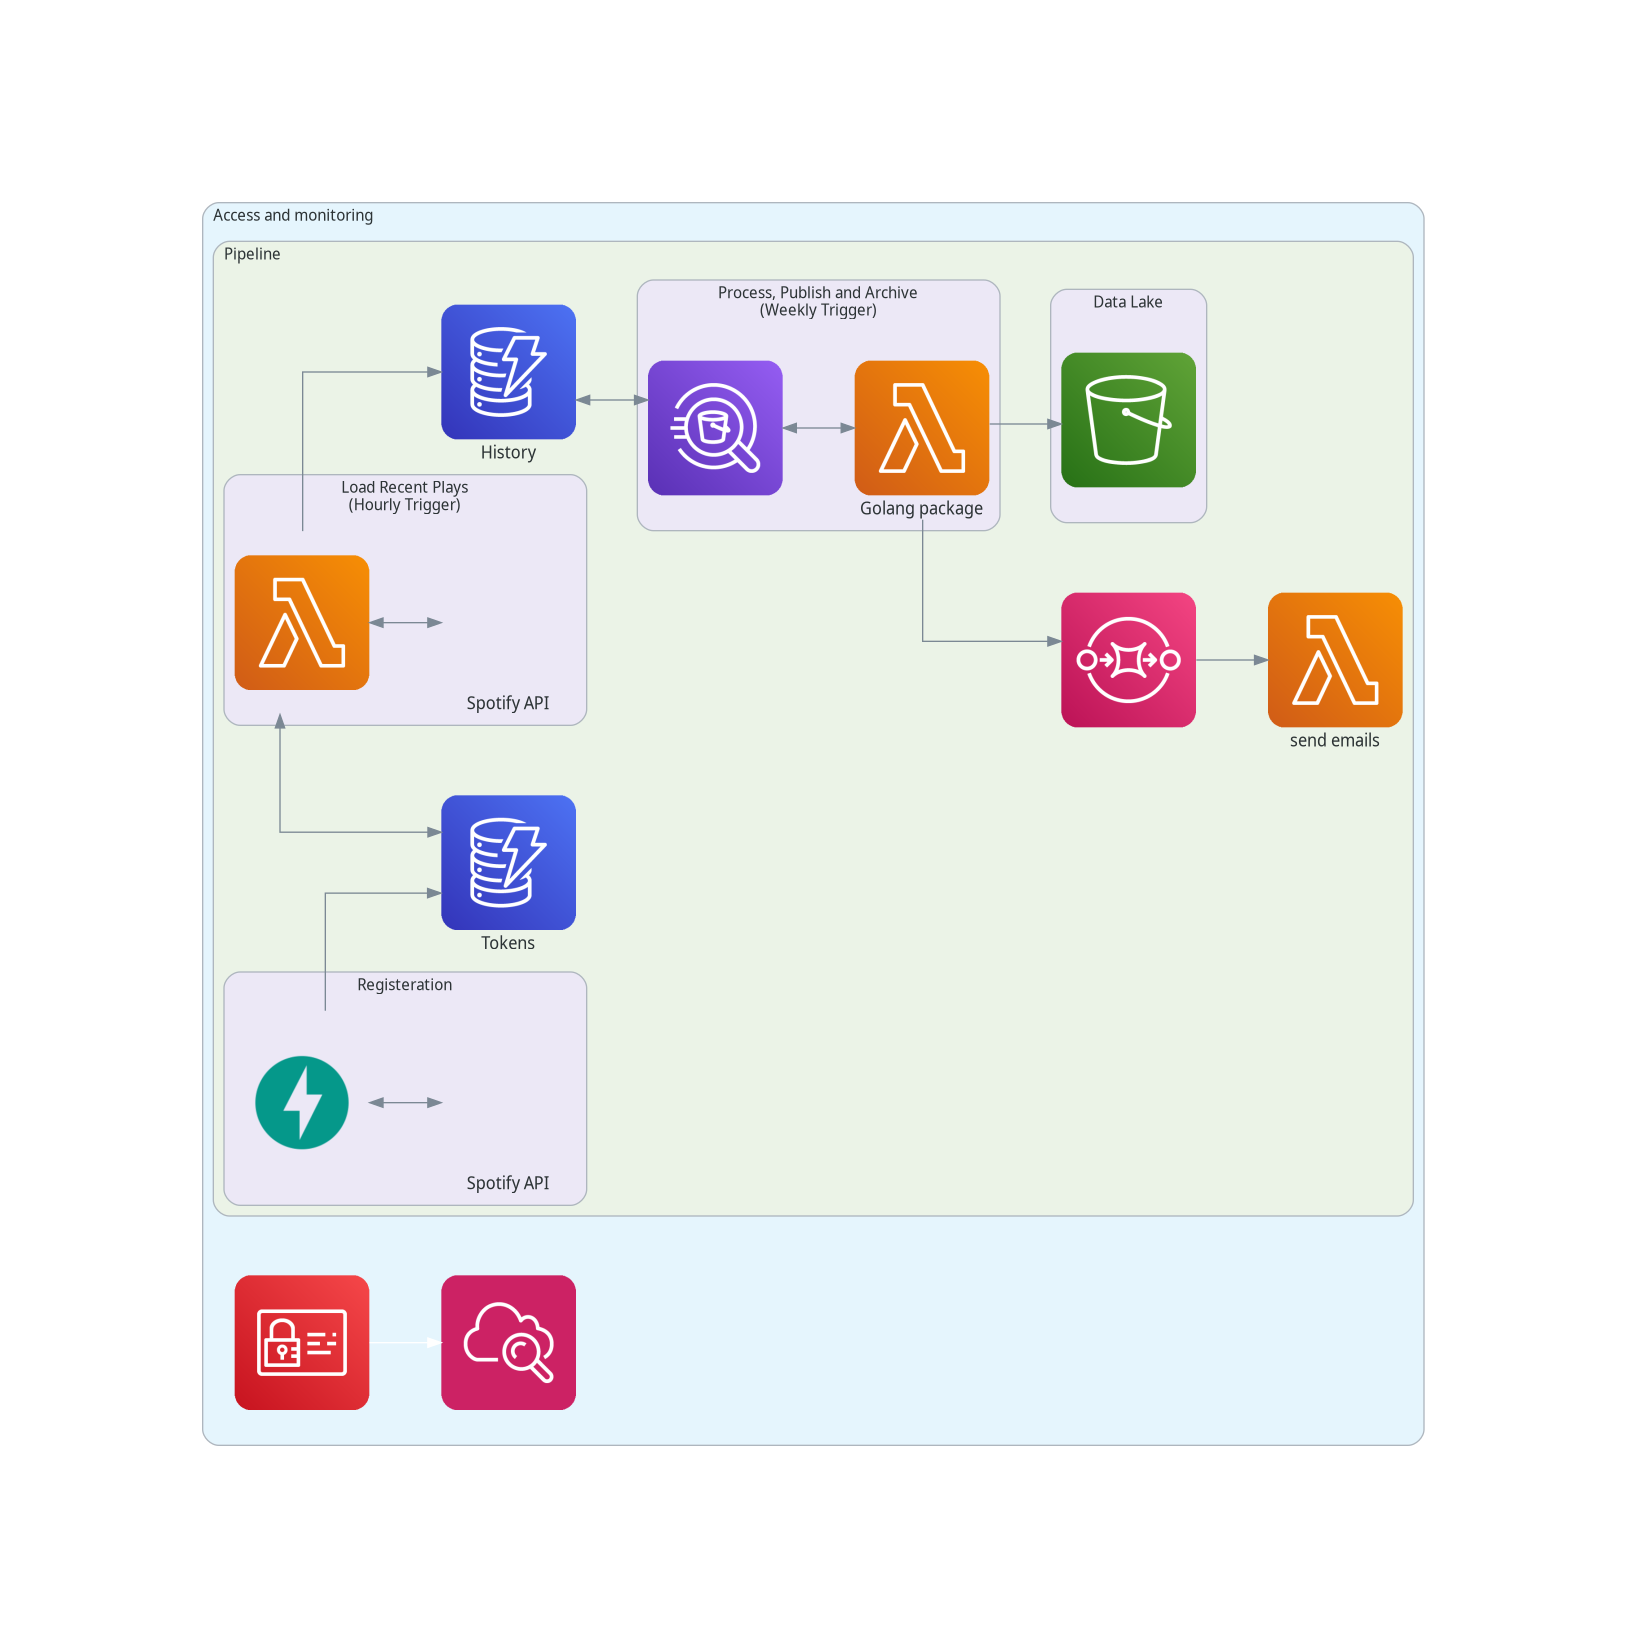 Access and monitoring
Pipeline
Process, Publish and Archive
(Weekly Trigger)
Data Lake
History
Load Recent Plays
(Hourly Trigger)
Golang package
Spotify API
send emails
Tokens
Registeration
Spotify API